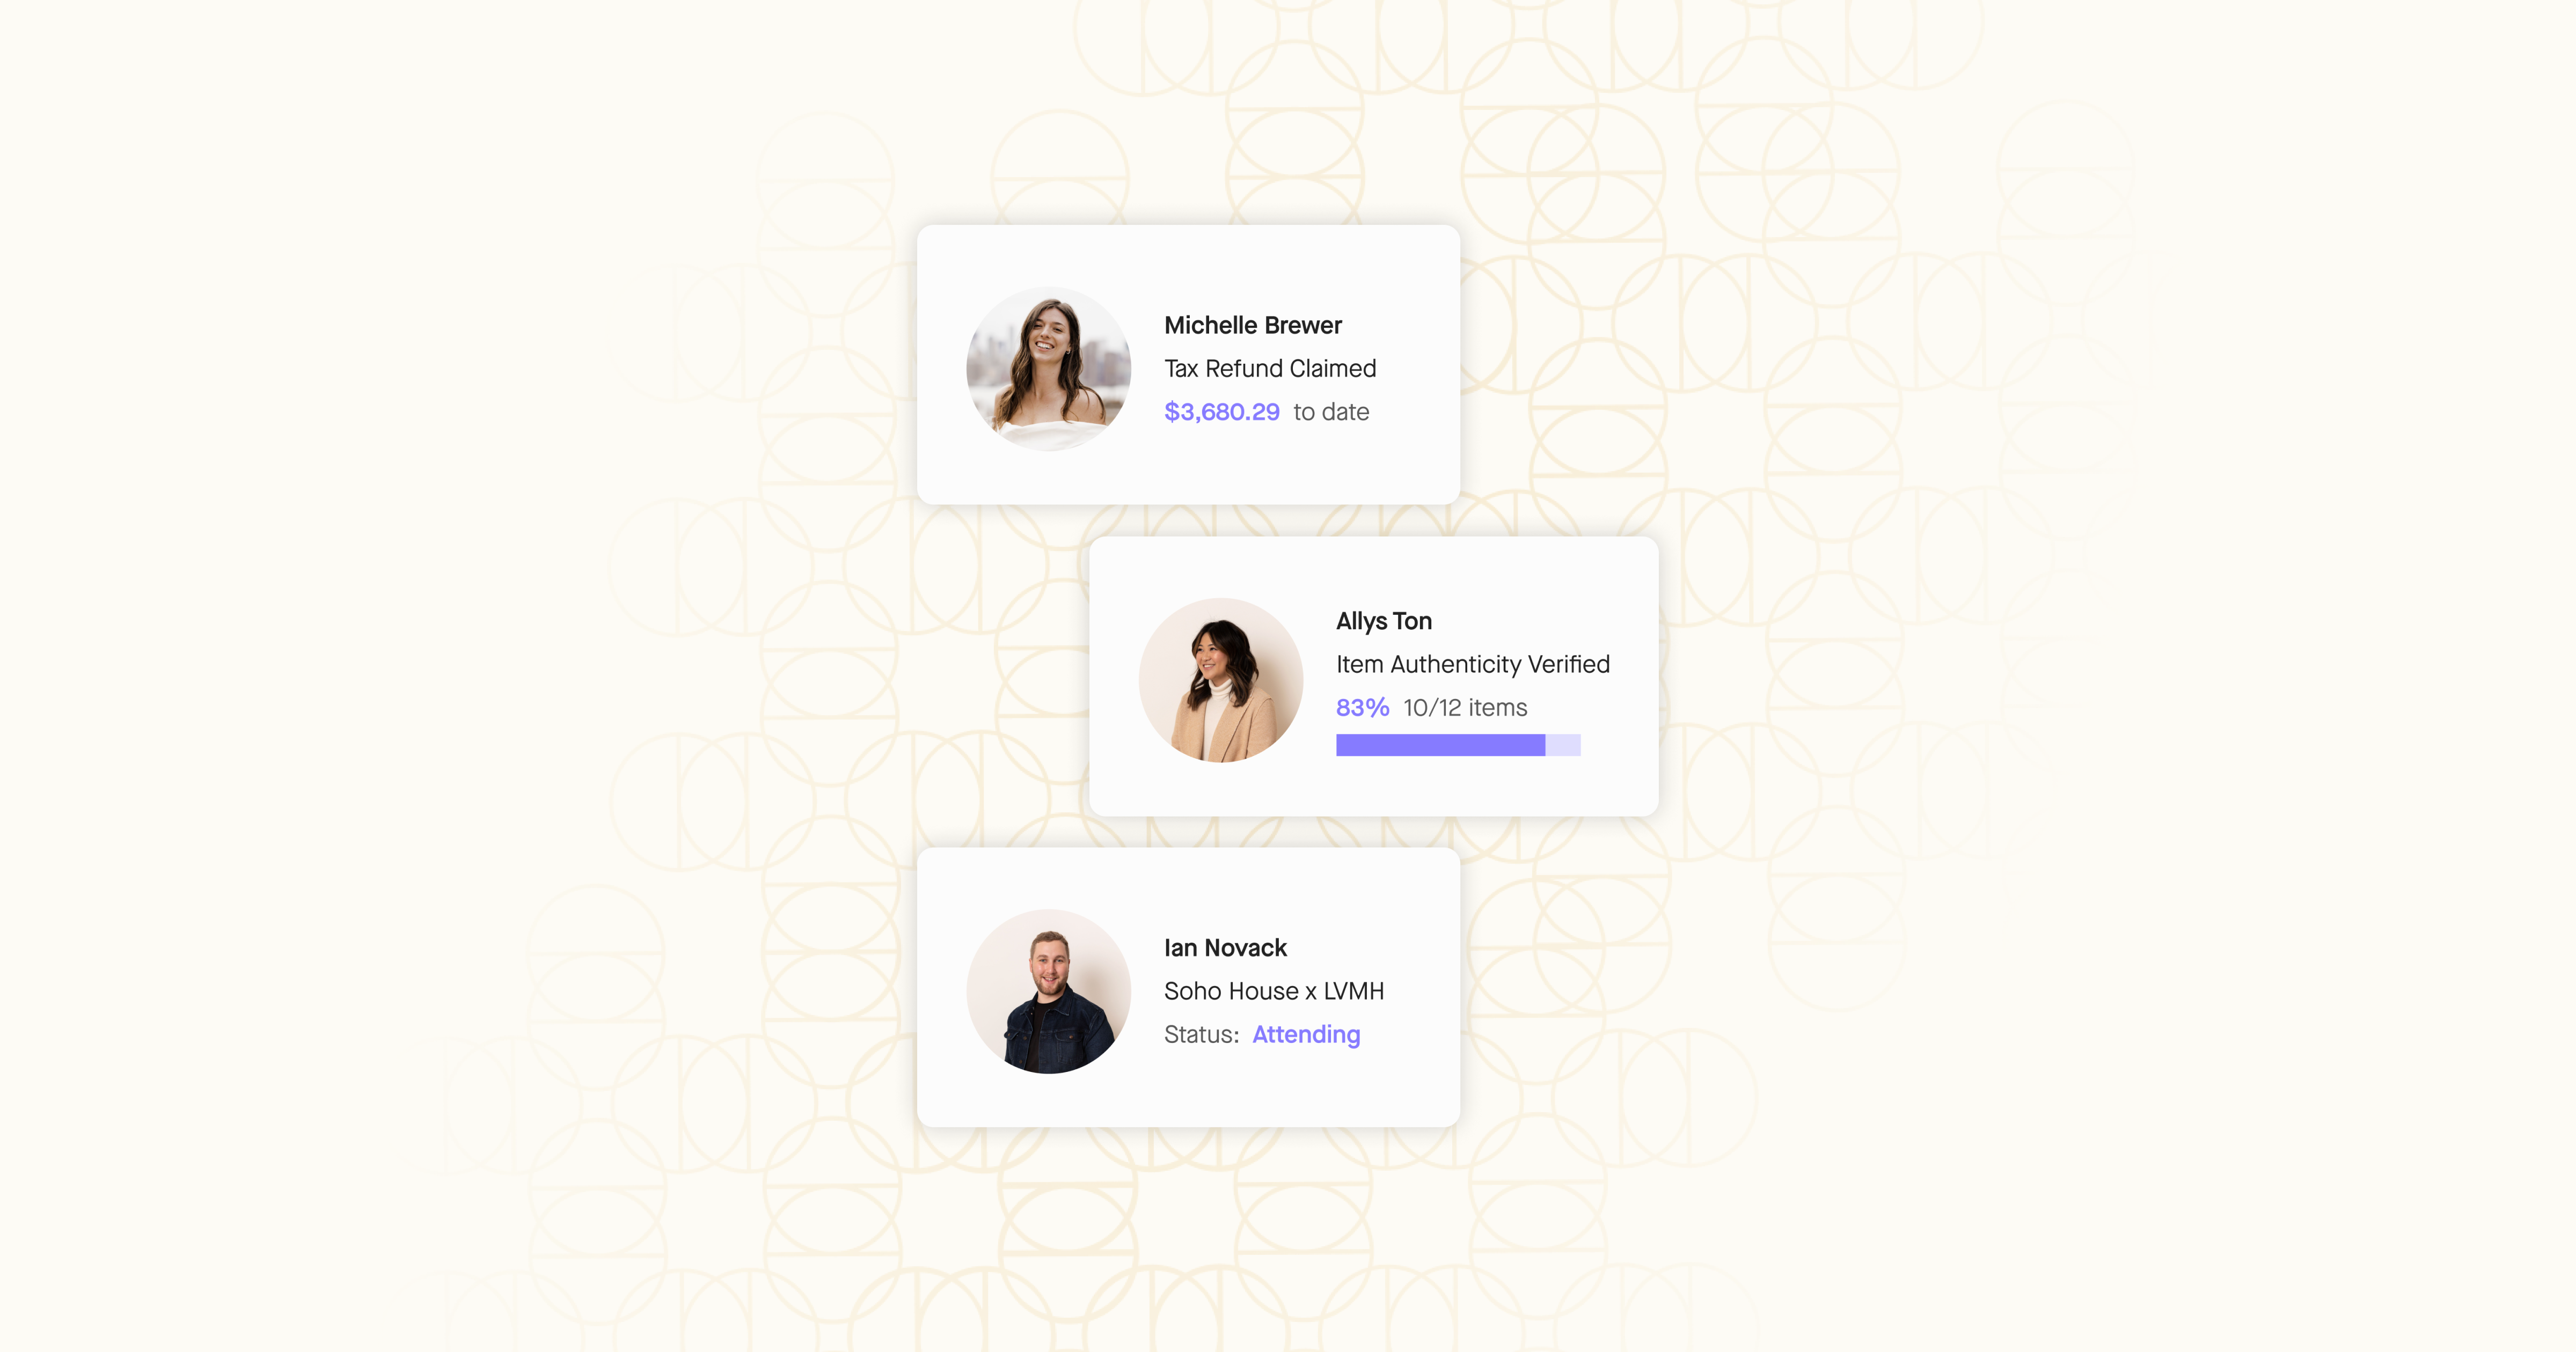 Michelle Brewer
Tax Refund Claimed
$3,680.29 to date
Allys Ton
Item Authenticity Verified
83% 10/12 items
Ian Novack
Soho House x LVMH
Status: Attending